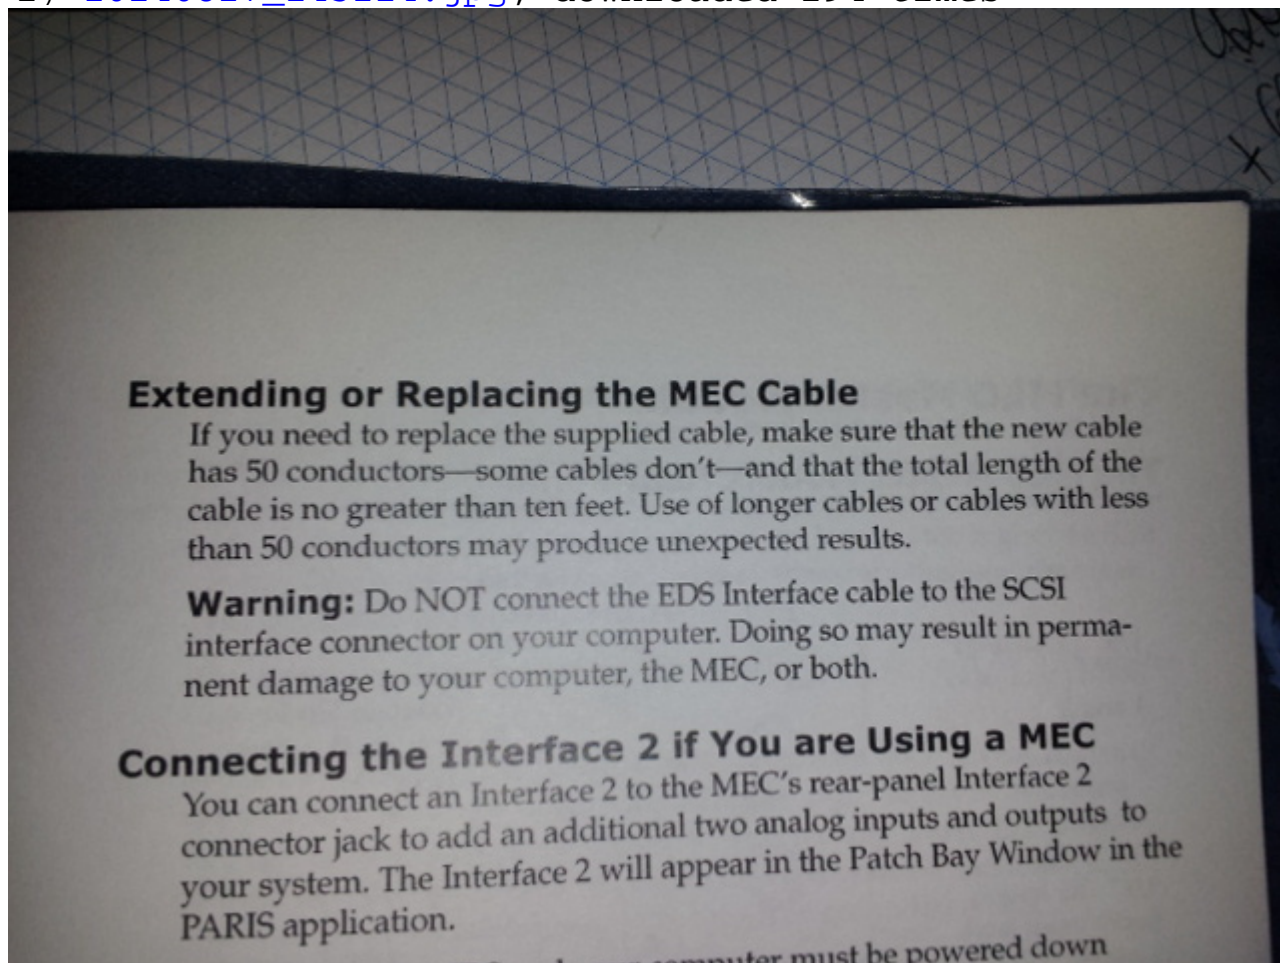 downloaded
Extending or Replacing the MEC Cable
If you need to replace the supplied cable, make sure that the new cable
has 50 conductors—some cables don't—and that the total length of the
cable is no greater than ten feet. Use of longer cables or cables with less
than 50 conductors may produce unexpected results.
Warning: Do NOT connect the EDS Interface cable to the SCSI
interface connector on your computer. Doing so may result in perma-
nent damage to your computer, the MEC, or both.
Connecting the Interface 2 if You are Using a MEC
You can connect an Interface 2 to the MEC's rear-panel Interface 2
connector jack to add an additional two analog inputs and outputs to
your system. The Interface 2 will appear in the Patch Bay Window in the
PARIS application.
computer must be powered down